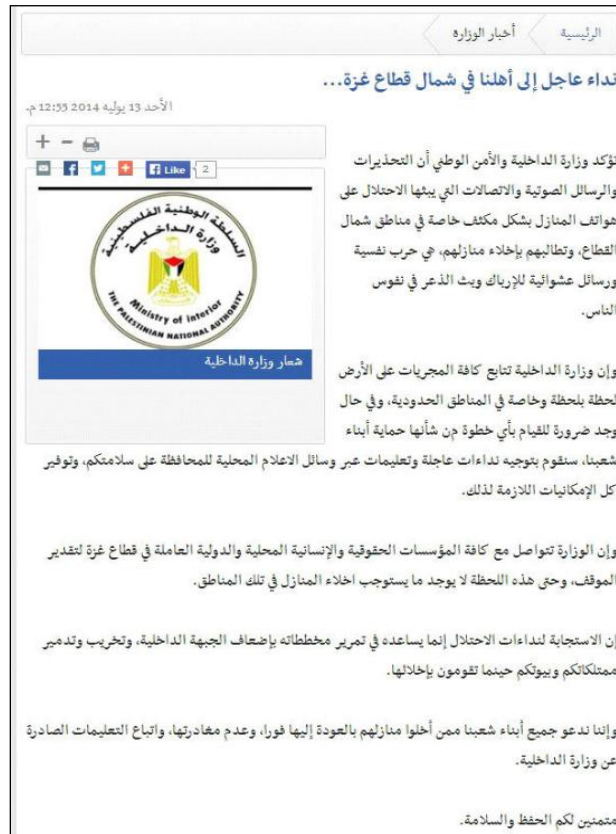 الرئيسية
أخبار الوزارة
نداء عاجل إلى أهلنا في شمال قطاع غزة...
الأحد 13 يوليه 2014 12:55 م.
+ -
Like 2
السلطة الوطنية الفلسطينية
وزارة الداخلية
Ministry of interior
THE PALESTINIAN NATIONAL AUTHORITY
شعار وزارة الداخلية
تؤكد وزارة الداخلية والأمن الوطني أن التحذيرات
والرسائل الصوتية والاتصالات التي يبثها الاحتلال على
هواتف المنازل بشكل مكثف خاصة في مناطق شمال
القطاع، وتطالبهم بإخلاء منازلهم، هي حرب نفسية
ورسائل عشوائية للإرباك وبث الذعر في نفوس
الناس.
وإن وزارة الداخلية تتابع كافة المجريات على الأرض
لحظة بلحظة وخاصة في المناطق الحدودية، وفي حال
وجد ضرورة للقيام بأي خطوة من شأنها حماية أبناء
شعبنا، سنقوم بتوجيه نداءات عاجلة وتعليمات عبر وسائل الاعلام المحلية للمحافظة على سلامتكم، وتوفير
كل الإمكانيات اللازمة لذلك.
وإن الوزارة تتواصل مع كافة المؤسسات الحقوقية والإنسانية المحلية والدولية العاملة في قطاع غزة لتقدير
الموقف، وحتى هذه اللحظة لا يوجد ما يستوجب اخلاء المنازل في تلك المناطق.
إن الاستجابة لنداءات الاحتلال إنما يساعده في تمرير مخططاته بإضعاف الجبهة الداخلية، وتخريب وتدمير
ممتلكاتكم وبيوتكم حينما تقومون بإخلائها.
وإننا ندعو جميع أبناء شعبنا ممن أخلوا منازلهم بالعودة إليها فورا، وعدم مغادرتها، واتباع التعليمات الصادرة
عن وزارة الداخلية.
متمنين لكم الحفظ والسلامة.